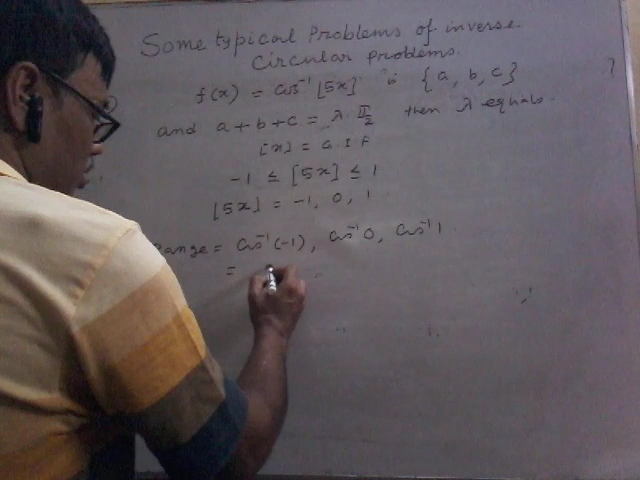 Some typical Problems of inverse
Circular problems.
f(x) = Cos⁻¹ [5x] is {a, b, c}
and a + b + c = λ · π/2 then λ equals.
[x] = G. I. F
-1 ≤ [5x] ≤ 1
[5x] = -1, 0, 1
Range = Cos⁻¹(-1), Cos⁻¹0, Cos⁻¹1
=